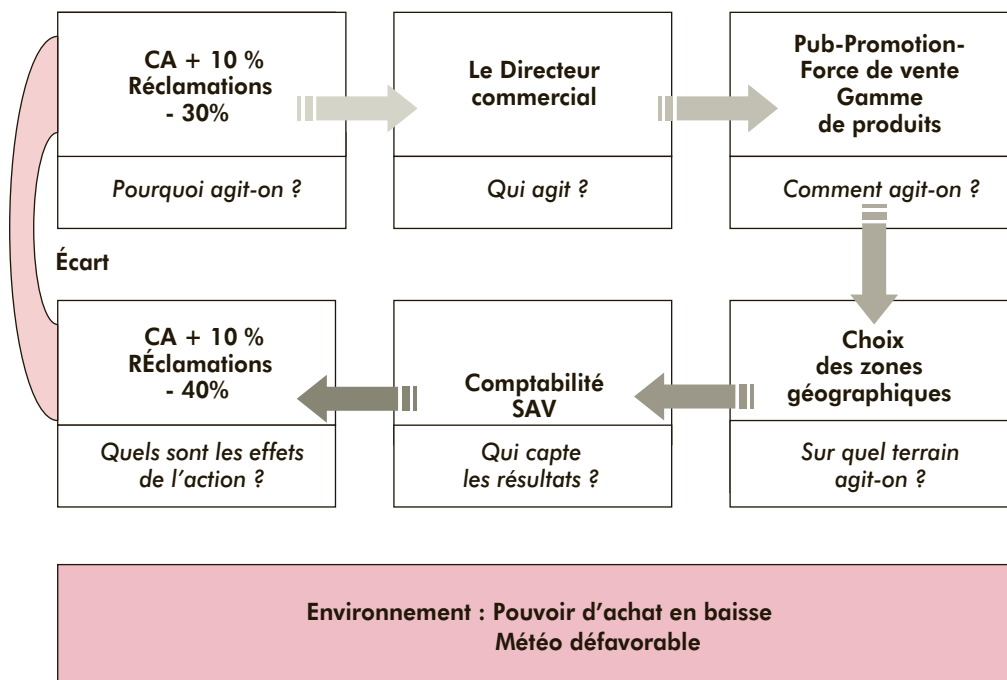 CA + 10 %
Réclamations
- 30%
Pourquoi agit-on ?
Le Directeur
commercial
Qui agit ?
Pub-Promotion-
Force de vente
Gamme
de produits
Comment agit-on ?
Écart
CA + 10 %
RÉclamations
- 40%
Quels sont les effets
de l’action ?
Comptabilité
SAV
Qui capte
les résultats ?
Choix
des zones
géographiques
Sur quel terrain
agit-on ?
Environnement : Pouvoir d’achat en baisse
Météo défavorable